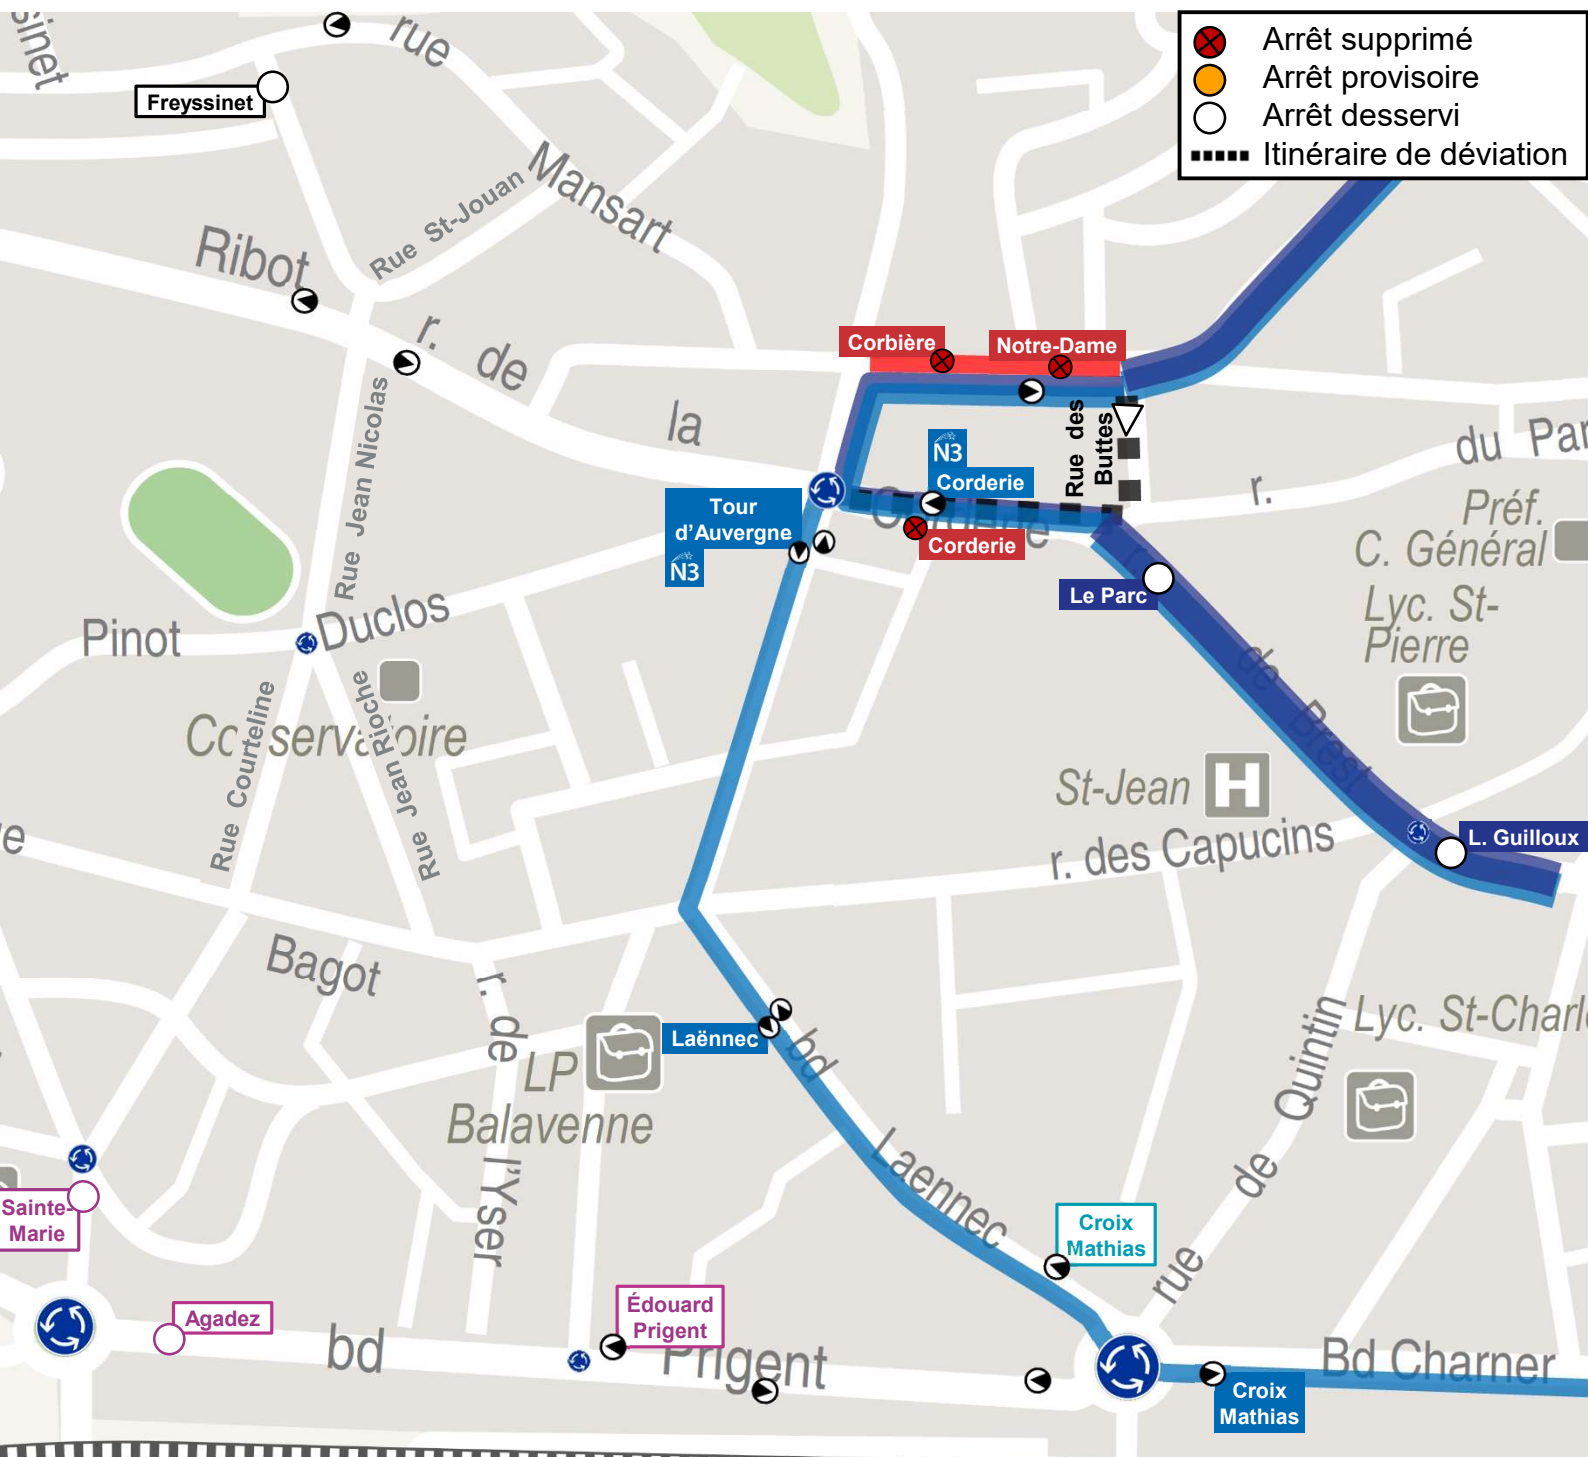 Arrêt supprimé
Arrêt provisoire
Arrêt desservi
Itinéraire de déviation
sinet
rue
Freyssinet
Mansart
Rue St-Jouan
Ribot
r. de
la
Corbière
Notre-Dame
Rue des
Buttes
du Par
r.
Rue Jean Nicolas
N3
Corderie
Tour
d'Auvergne
N3
Corderie
Corderie
Préf.
C. Général
Le Parc
Lyc. St-
Pierre
Pinot
Duclos
r.
de
Brest
Conservatoire
Rue Courteline
Rue Jean Rioche
St-Jean
H
r. des Capucins
L. Guilloux
Bagot
r. de
l'Yser
Laënnec
bd
Laennec
LP
Balavenne
Lyc. St-Charle
rue de Quintin
Sainte-
Marie
Croix
Mathias
Agadez
Édouard
Prigent
bd
Prigent
Bd Charner
Croix
Mathias